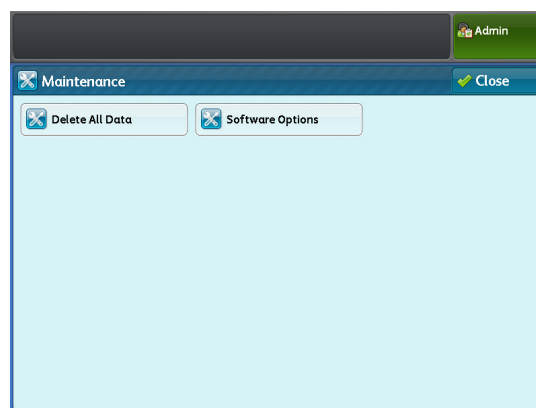 Admin
Maintenance
Close
Delete All Data
Software Options